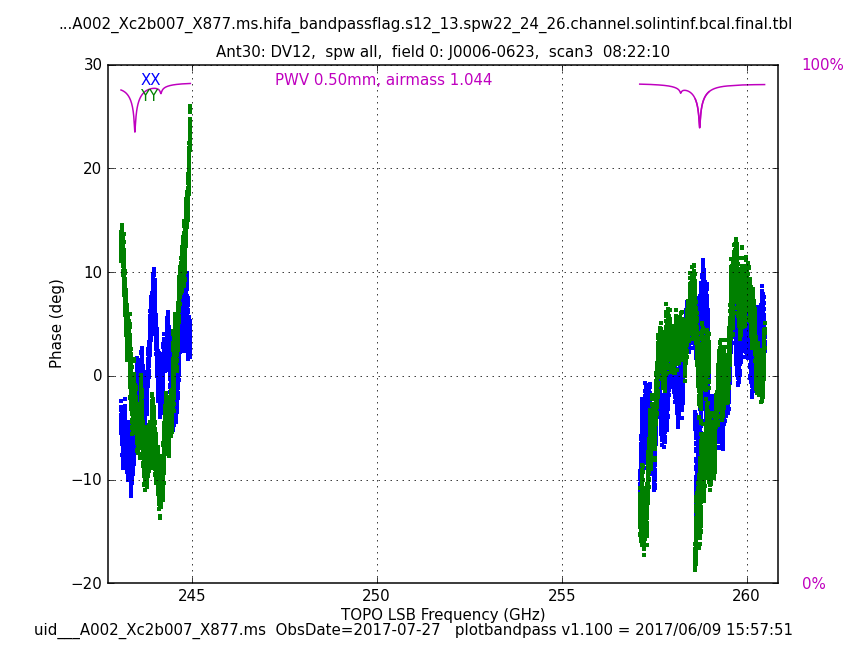 ...A002_Xc2b007_X877.ms.hifa_bandpassflag.s12_13.spw22_24_26.channel.solintinf.bcal.final.tbl
Ant30: DV12,  spw all,  field 0: J0006-0623,  scan3  08:22:10
30
100%
XX
PWV 0.50mm, airmass 1.044
YY
20
10
Phase (deg)
0
−10
−20
0%
245
250
255
260
TOPO LSB Frequency (GHz)
uid___A002_Xc2b007_X877.ms  ObsDate=2017-07-27   plotbandpass v1.100 = 2017/06/09 15:57:51